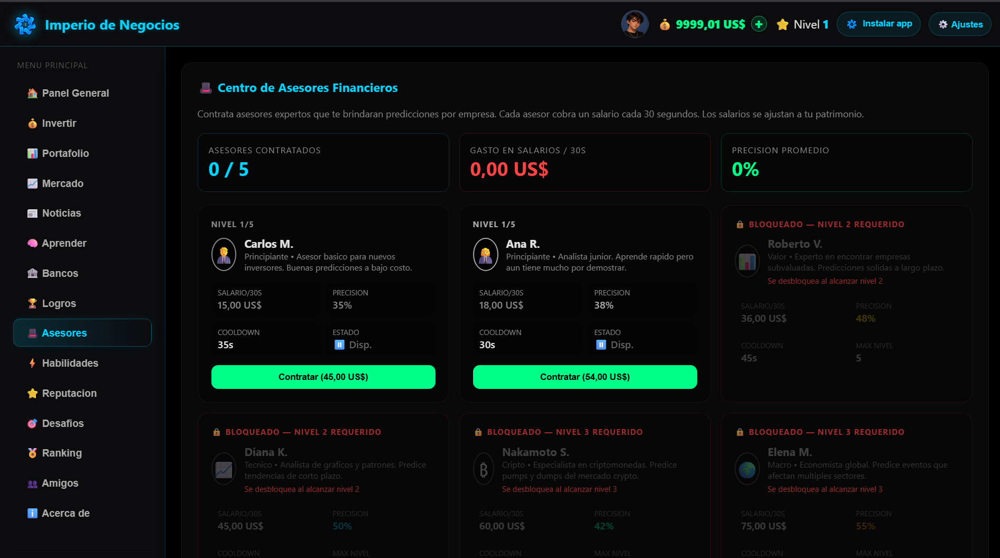 Imperio de Negocios
9999,01 US$
Nivel 1
Instalar app
Ajustes
MENU PRINCIPAL
Panel General
Invertir
Portafolio
Mercado
Noticias
Aprender
Bancos
Logros
Asesores
Habilidades
Reputacion
Desafios
Ranking
Amigos
Acerca de
Centro de Asesores Financieros
Contrata asesores expertos que te brindaran predicciones por empresa. Cada asesor cobra un salario cada 30 segundos. Los salarios se ajustan a tu patrimonio.
ASESORES CONTRATADOS
0 / 5
GASTO EN SALARIOS / 30S
0,00 US$
PRECISION PROMEDIO
0%
NIVEL 1/5
Carlos M.
Principiante • Asesor basico para nuevos
inversores. Buenas predicciones a bajo costo.
SALARIO/30S
15,00 US$
PRECISION
35%
COOLDOWN
35s
ESTADO
Disp.
Contratar (45,00 US$)
NIVEL 1/5
Ana R.
Principiante • Analista junior. Aprende rapido pero
aun tiene mucho por demostrar.
SALARIO/30S
18,00 US$
PRECISION
38%
COOLDOWN
30s
ESTADO
Disp.
Contratar (54,00 US$)
BLOQUEADO — NIVEL 2 REQUERIDO
Roberto V.
Valor • Experto en encontrar empresas
subvaluadas. Predicciones solidas a largo plazo.
Se desbloquea al alcanzar nivel 2
SALARIO/30S
36,00 US$
PRECISION
48%
COOLDOWN
45s
MAX NIVEL
5
BLOQUEADO — NIVEL 2 REQUERIDO
Diana K.
Tecnico • Analista de graficos y patrones. Predice
tendencias de corto plazo.
Se desbloquea al alcanzar nivel 2
SALARIO/30S
45,00 US$
PRECISION
50%
COOLDOWN
MAX NIVEL
BLOQUEADO — NIVEL 3 REQUERIDO
Nakamoto S.
Cripto • Especialista en criptomonedas. Predice
pumps y dumps del mercado crypto.
Se desbloquea al alcanzar nivel 3
SALARIO/30S
60,00 US$
PRECISION
42%
COOLDOWN
MAX NIVEL
BLOQUEADO — NIVEL 3 REQUERIDO
Elena M.
Macro • Economista global. Predice eventos que
afectan multiples sectores.
Se desbloquea al alcanzar nivel 3
SALARIO/30S
75,00 US$
PRECISION
55%
COOLDOWN
MAX NIVEL